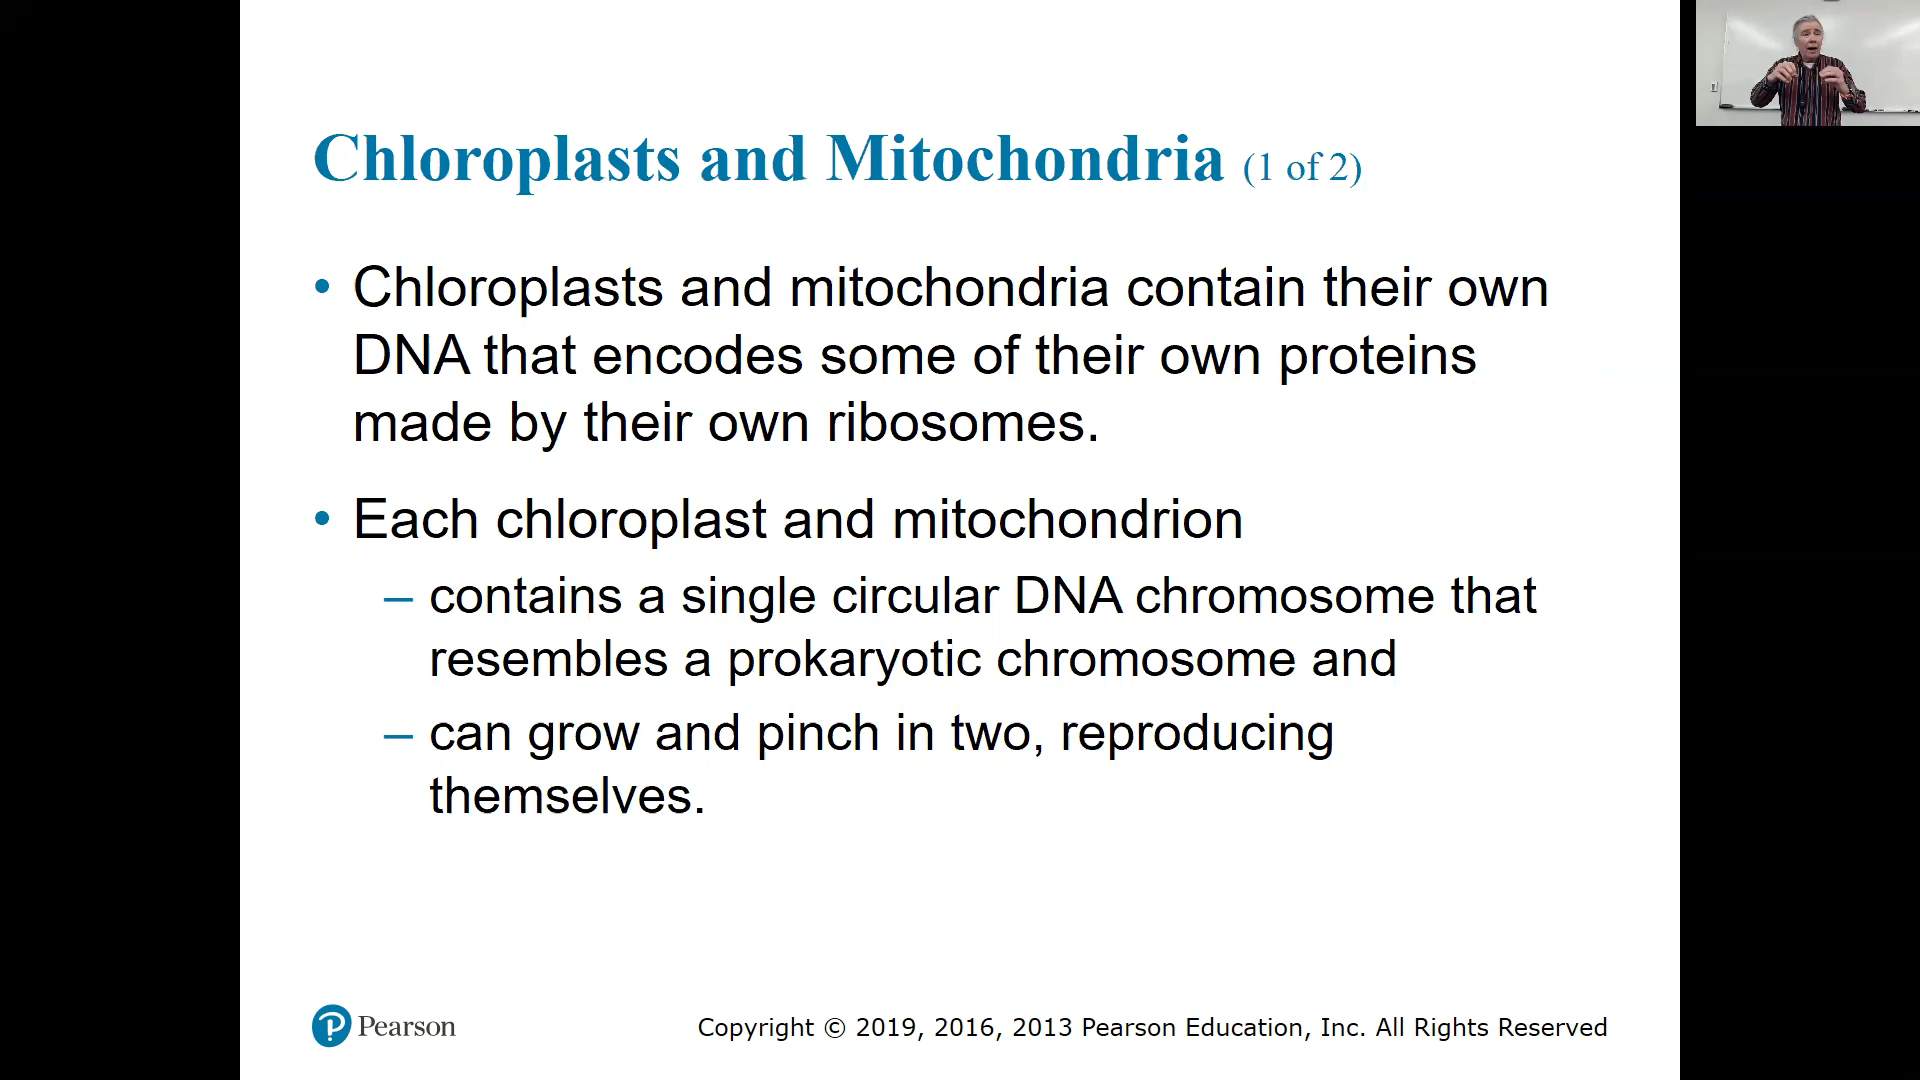 Chloroplasts and Mitochondria (1 of 2)
• Chloroplasts and mitochondria contain their own
DNA that encodes some of their own proteins
made by their own ribosomes.
• Each chloroplast and mitochondrion
– contains a single circular DNA chromosome that
resembles a prokaryotic chromosome and
– can grow and pinch in two, reproducing
themselves.
Pearson
Copyright © 2019, 2016, 2013 Pearson Education, Inc. All Rights Reserved